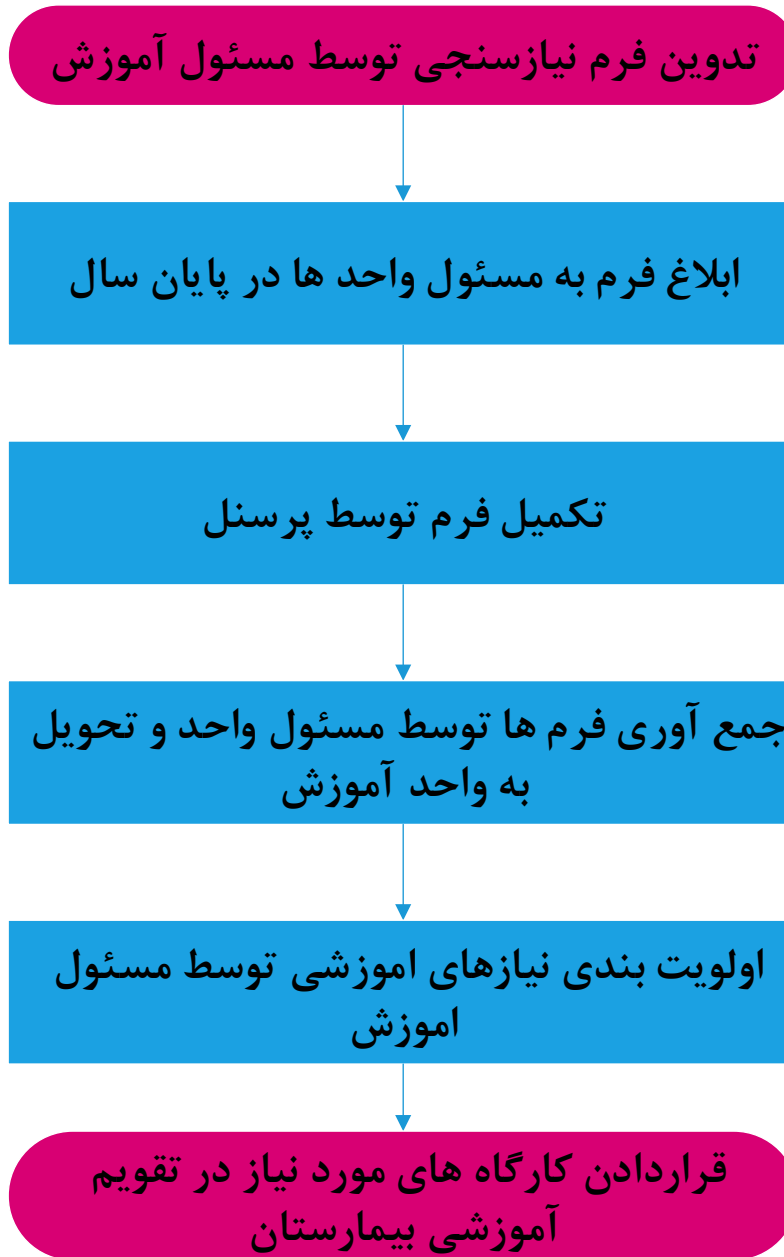 تدوین فرم نیازسنجی توسط مسئول آموزش
ابلاغ فرم به مسئول واحد ها در پایان سال
تکمیل فرم توسط پرسنل
جمع آوری فرم ها توسط مسئول واحد و تحویل
به واحد آموزش
اولویت بندی نیازهای اموزشی توسط مسئول
اموزش
قراردادن کارگاه های مورد نیاز در تقویم
آموزشی بیمارستان